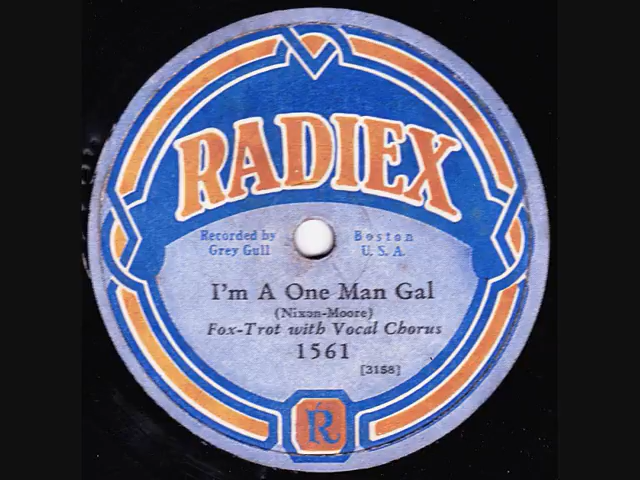 RADIEX
Recorded by Boston
Grey Gull U. S. A.
I'm A One Man Gal
(Nixon-Moore)
Fox-Trot with Vocal Chorus
1561
[3158]
R